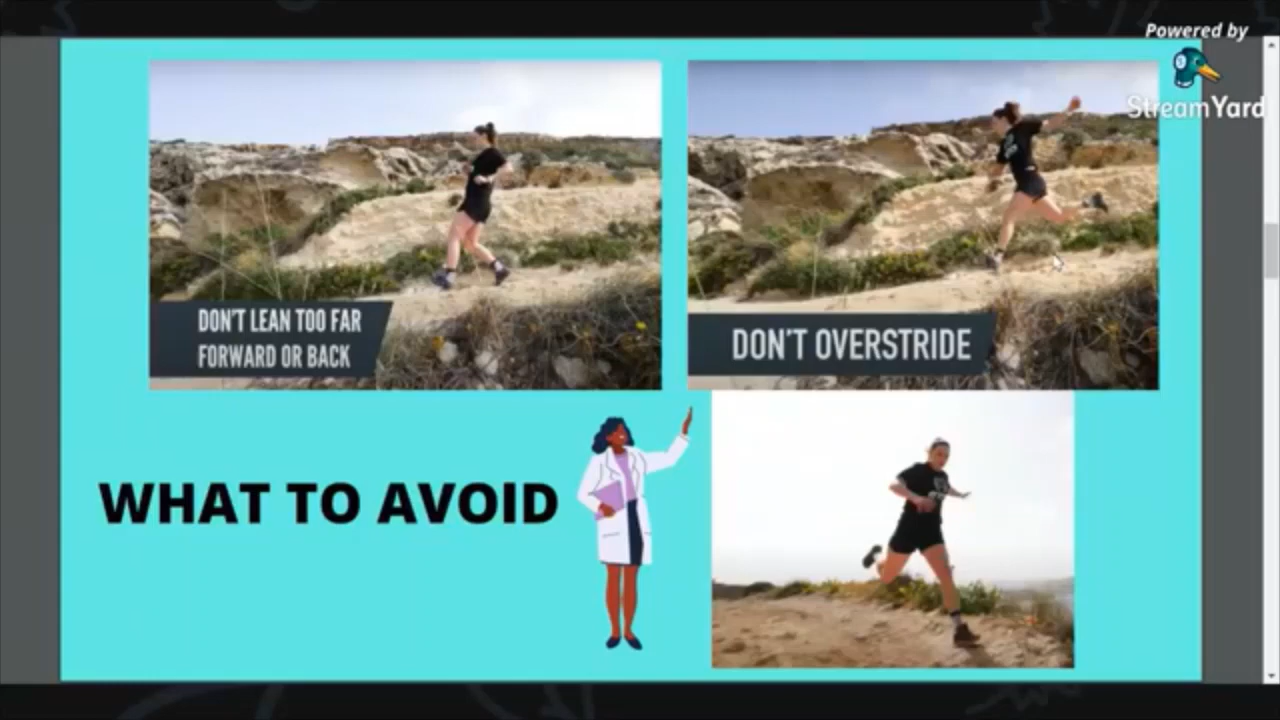 Powered by
StreamYard
DON'T LEAN TOO FAR
FORWARD OR BACK
DON'T OVERSTRIDE
WHAT TO AVOID